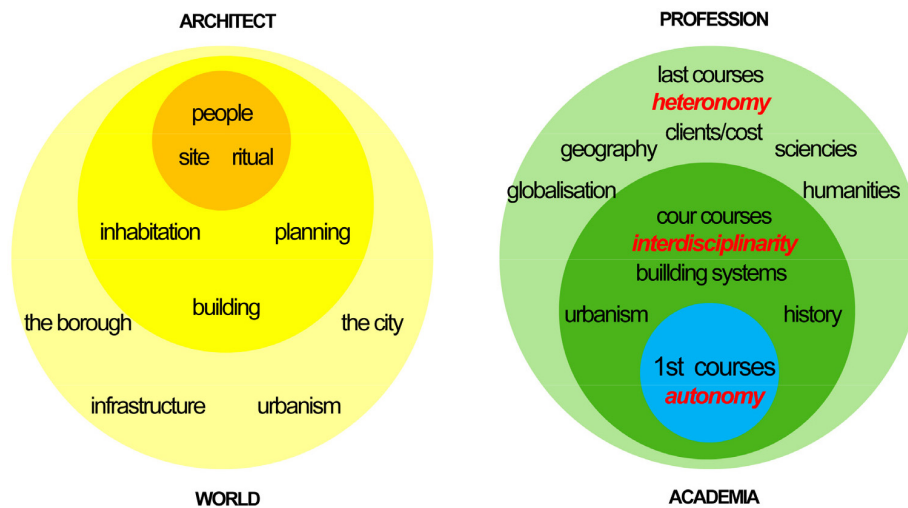 ARCHITECT
people
site ritual
inhabitation planning
building
the borough the city
infrastructure urbanism
WORLD
PROFESSION
last courses
heteronomy
clients/cost
geography sciencies
globalisation humanities
cour courses
interdisciplinarity
buillding systems
urbanism history
1st courses
autonomy
ACADEMIA